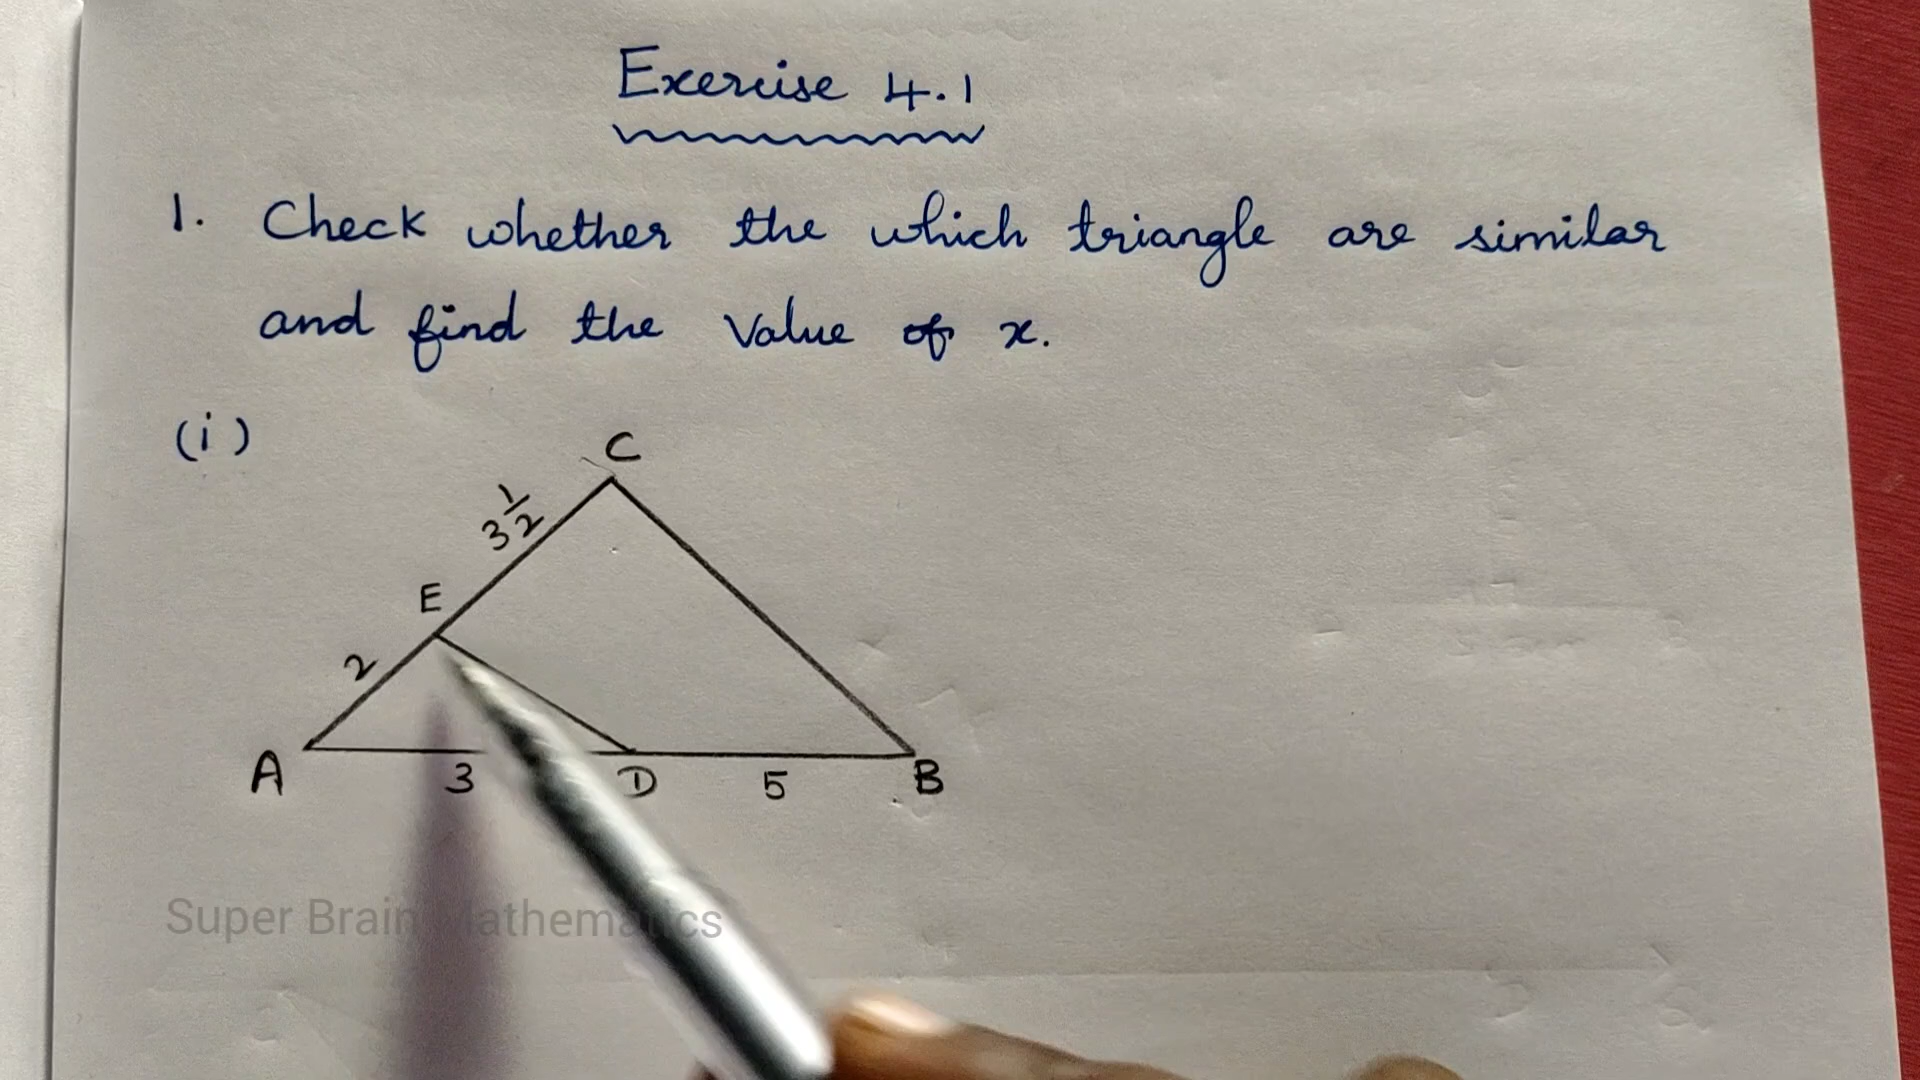 Exercise 4.1
1. Check whether the which triangle are similar
and find the Value of x.
(i)
C
3 1/2
E
2
A 3 D 5 B
Super Brain Mathematics